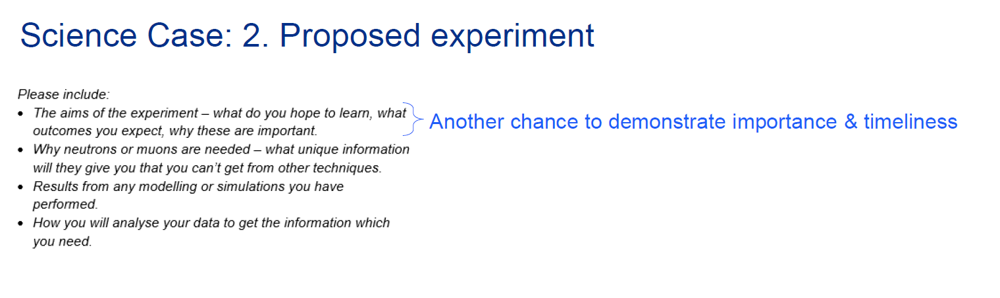 Science Case: 2. Proposed experiment
Please include:
• The aims of the experiment – what do you hope to learn, what
outcomes you expect, why these are important.
Another chance to demonstrate importance & timeliness
• Why neutrons or muons are needed – what unique information
will they give you that you can’t get from other techniques.
• Results from any modelling or simulations you have
performed.
• How you will analyse your data to get the information which
you need.